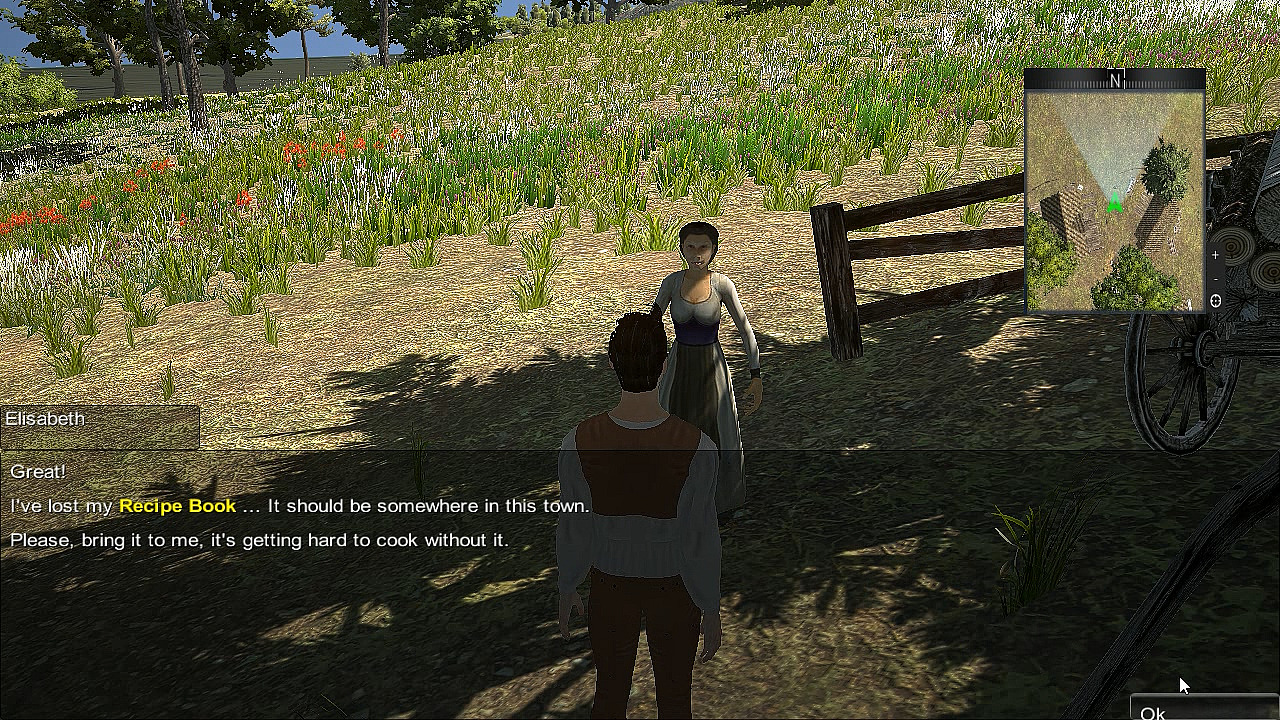 N
Elisabeth
Great!
I've lost my Recipe Book ... It should be somewhere in this town.
Please, bring it to me, it's getting hard to cook without it.
Ok